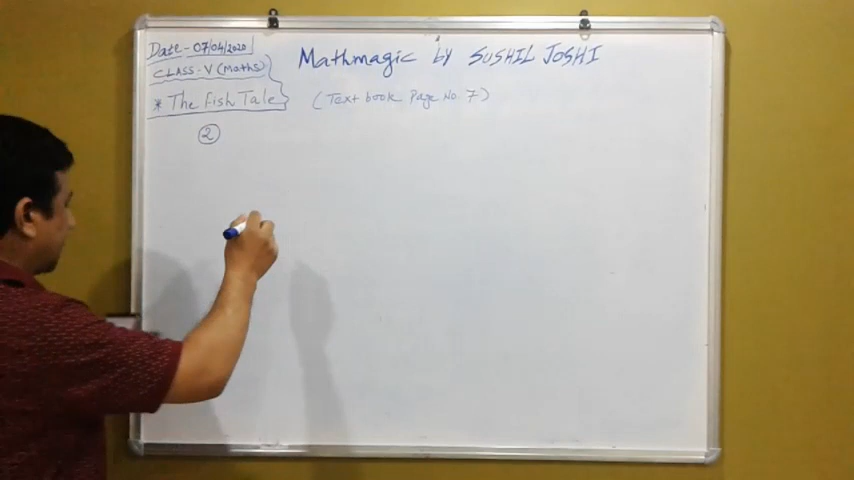 Date - 07/04/2020
Mathmagic by SUSHIL JOSHI
CLASS - V (Maths)
* The Fish Tale
(Text book Page No. 7)
2